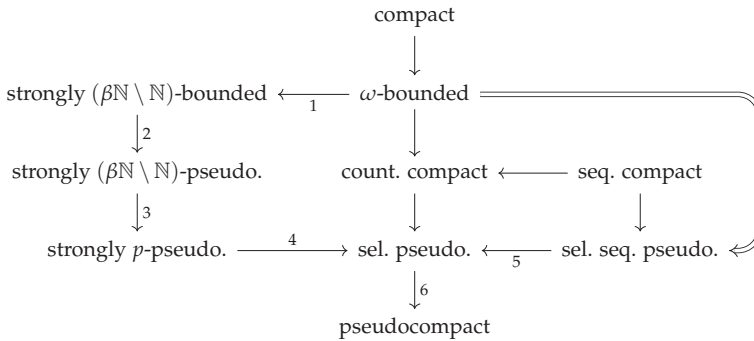 compact
strongly (βℕ \ ℕ)-bounded 1 ω-bounded
2
strongly (βℕ \ ℕ)-pseudo. count. compact seq. compact
3
strongly p-pseudo. 4 sel. pseudo. 5 sel. seq. pseudo.
6
pseudocompact